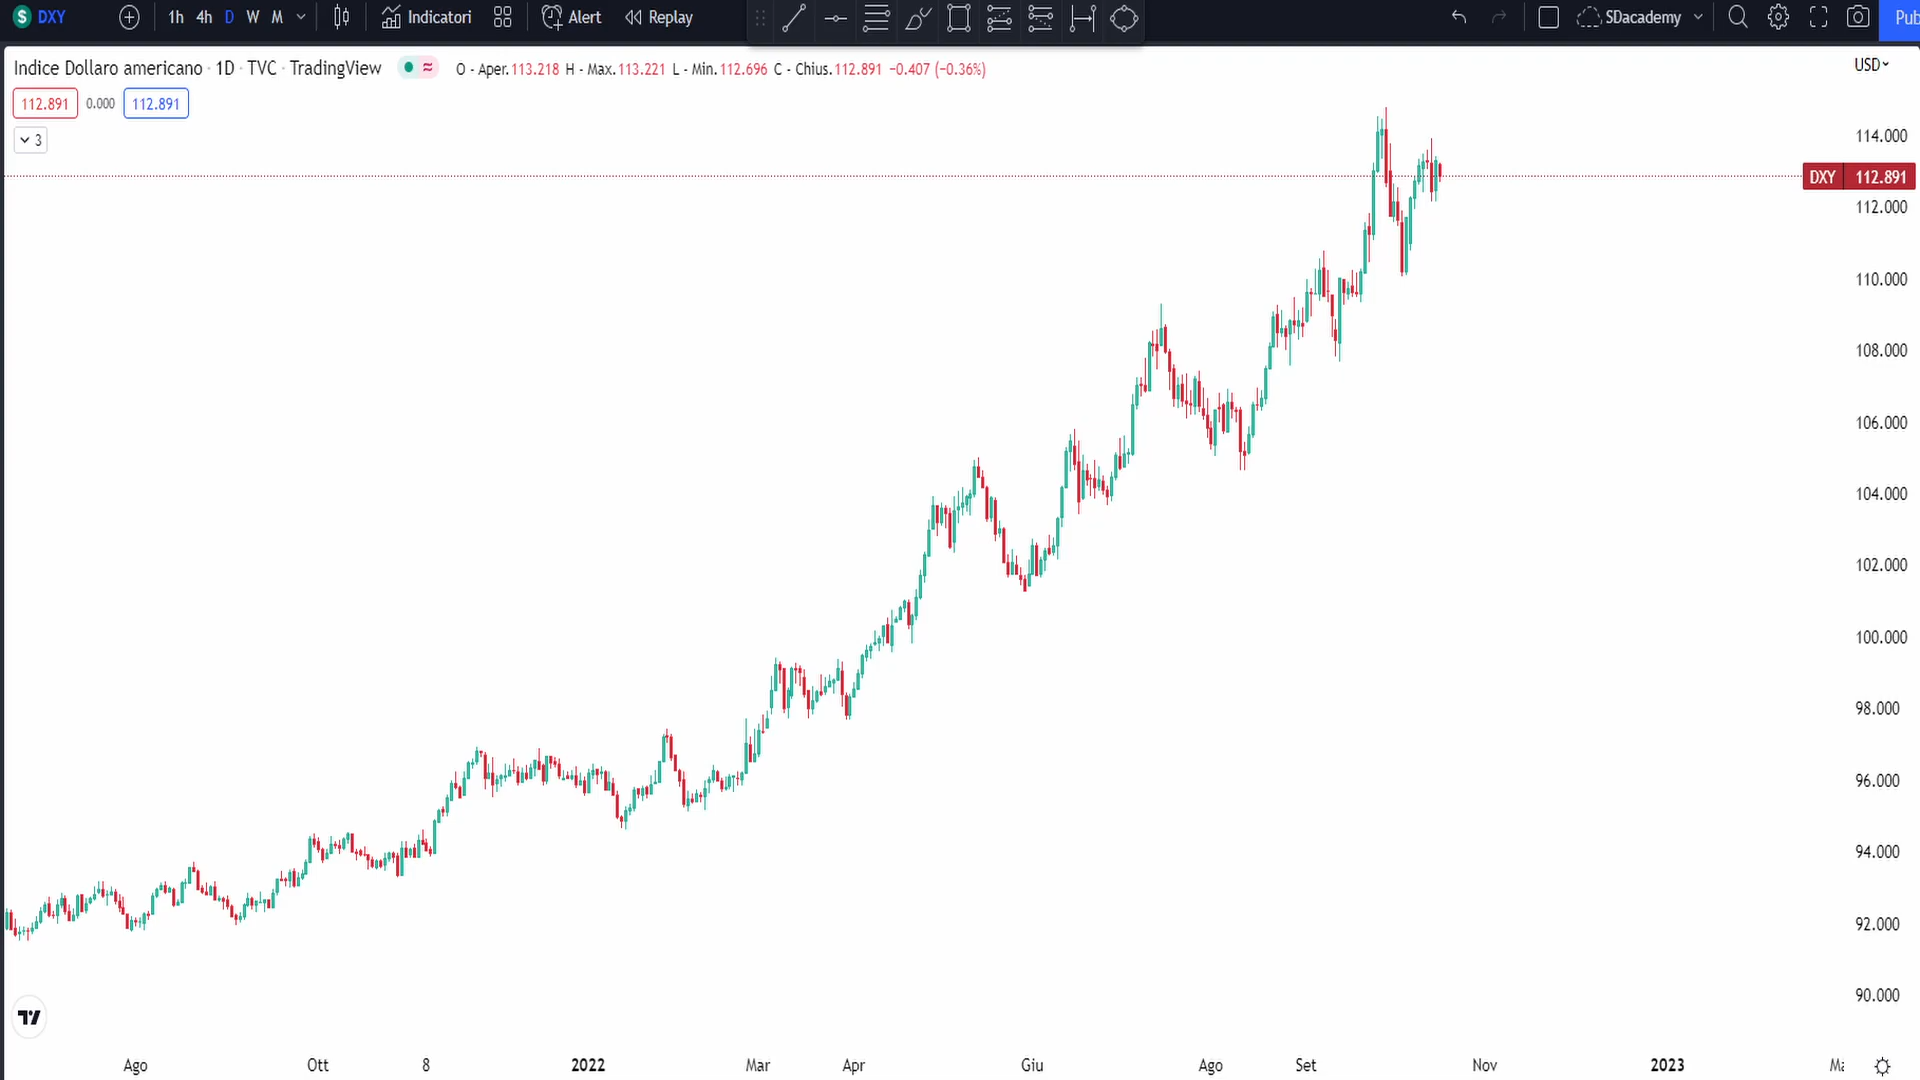 DXY 1h 4h D W M Indicatori Alert Replay SDacademy Pub
Indice Dollaro americano · 1D · TVC · TradingView O - Aper.113.218 H - Max.113.221 L - Min.112.696 C - Chius.112.891 −0.407 (−0.36%) USD
112.891 0.000 112.891
3
114.000
DXY 112.891
112.000
110.000
108.000
106.000
104.000
102.000
100.000
98.000
96.000
94.000
92.000
90.000
Ago Ott 8 2022 Mar Apr Giu Ago Set Nov 2023